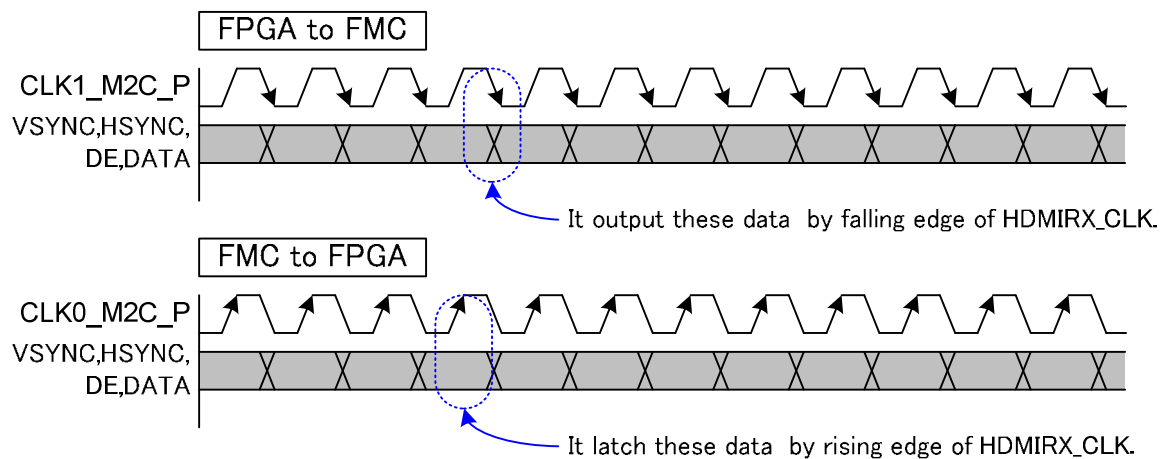 FPGA to FMC
CLK1_M2C_P
VSYNC,HSYNC,
DE,DATA
It output these data by falling edge of HDMIRX_CLK.
FMC to FPGA
CLK0_M2C_P
VSYNC,HSYNC,
DE,DATA
It latch these data by rising edge of HDMIRX_CLK.